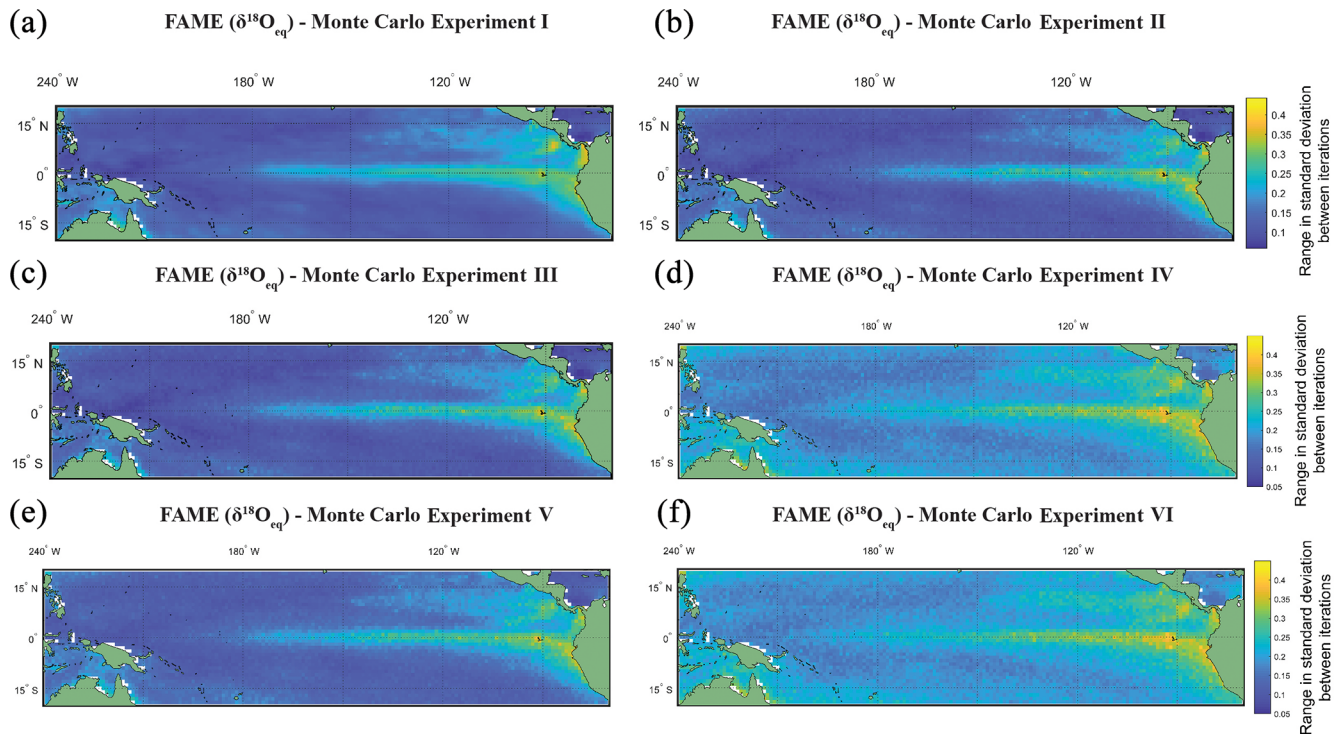 (a) FAME (δ¹⁸Oeq) - Monte Carlo Experiment I
240° W 180° W 120° W
15° N
0°
15° S
(b) FAME (δ¹⁸Oeq) - Monte Carlo Experiment II
240° W 180° W 120° W
15° N
0°
15° S
0.4
0.35
0.3
0.25
0.2
0.15
0.1
Range in standard deviation
between iterations
(c) FAME (δ¹⁸Oeq) - Monte Carlo Experiment III
240° W 180° W 120° W
15° N
0°
15° S
(d) FAME (δ¹⁸Oeq) - Monte Carlo Experiment IV
240° W 180° W 120° W
15° N
0°
15° S
0.4
0.35
0.3
0.25
0.2
0.15
0.1
0.05
Range in standard deviation
between iterations
(e) FAME (δ¹⁸Oeq) - Monte Carlo Experiment V
240° W 180° W 120° W
15° N
0°
15° S
(f) FAME (δ¹⁸Oeq) - Monte Carlo Experiment VI
240° W 180° W 120° W
15° N
0°
15° S
0.4
0.35
0.3
0.25
0.2
0.15
0.1
0.05
Range in standard deviation
between iterations